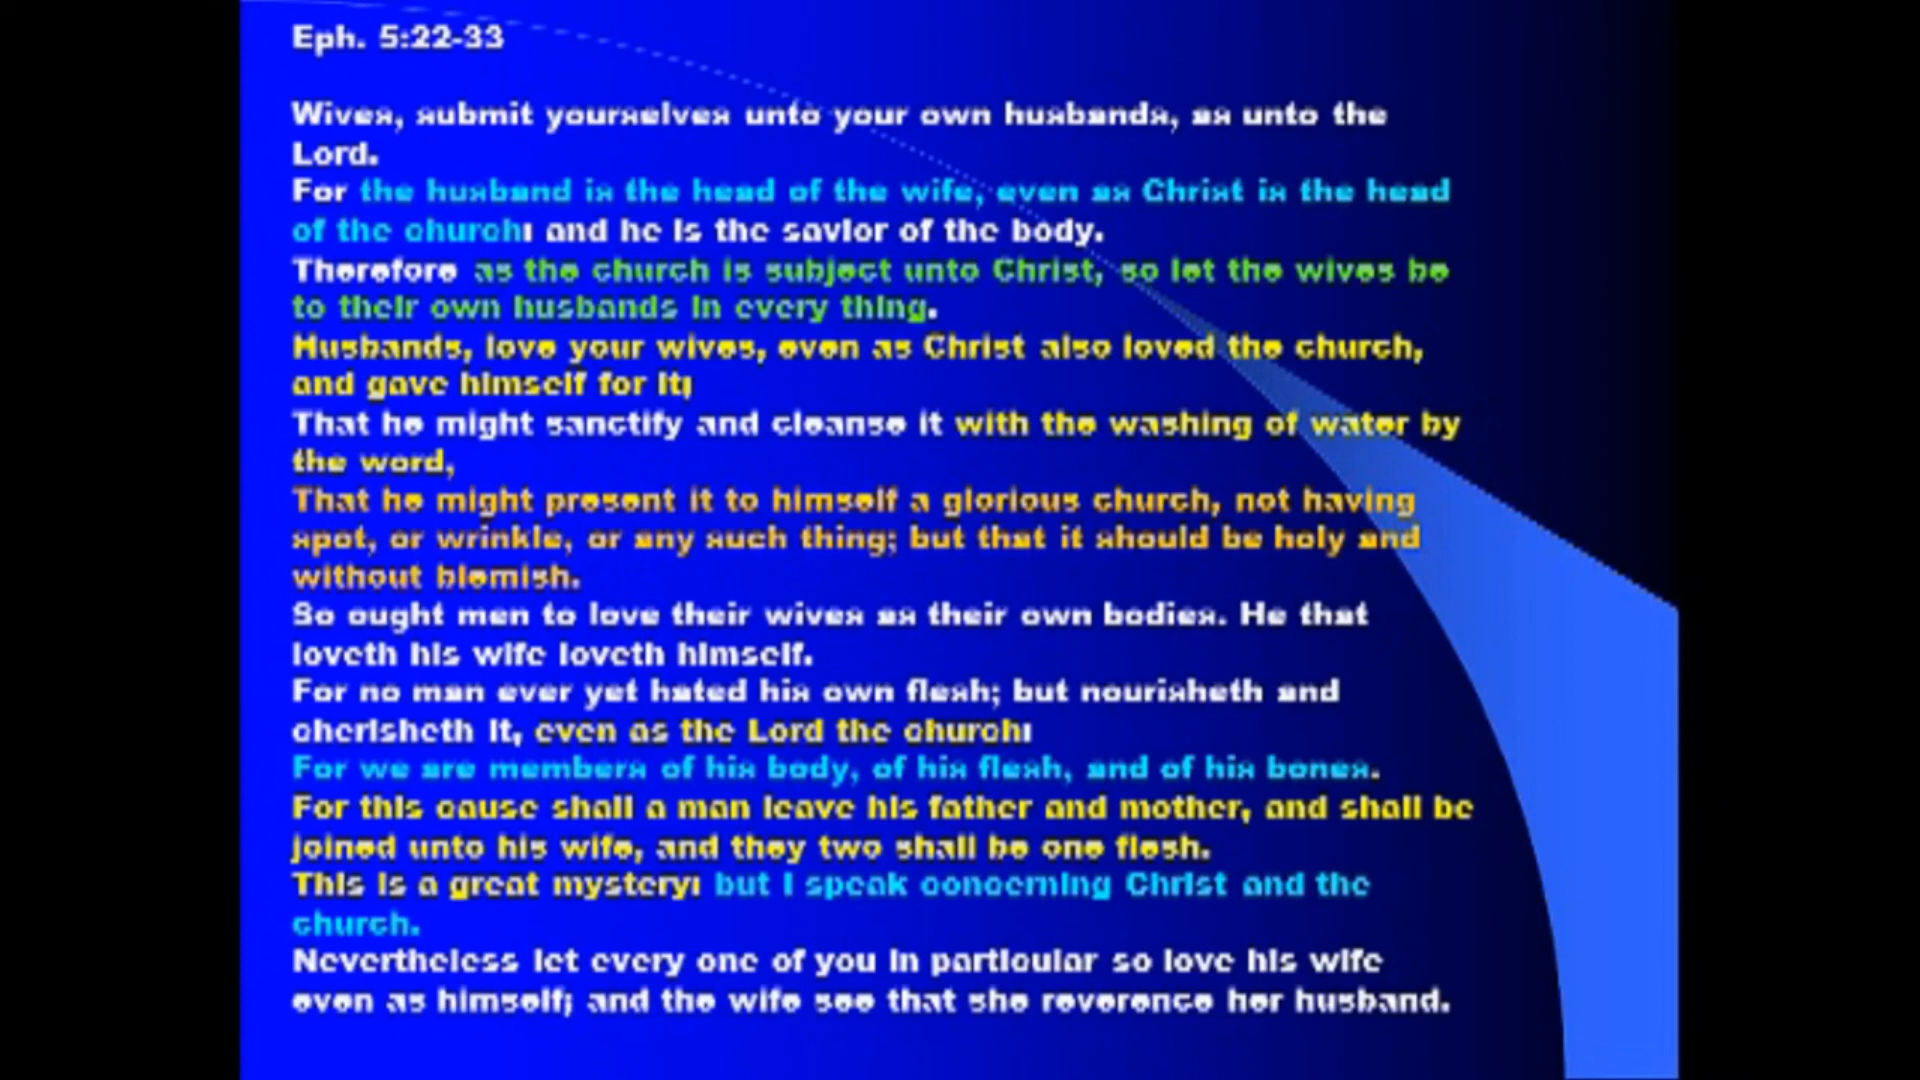 Eph. 5:22-33
Wives, submit yourselves unto your own husbands, as unto the
Lord.
For the husband is the head of the wife, even as Christ is the head
of the church: and he is the savior of the body.
Therefore as the church is subject unto Christ, so let the wives be
to their own husbands in every thing.
Husbands, love your wives, even as Christ also loved the church,
and gave himself for it;
That he might sanctify and cleanse it with the washing of water by
the word,
That he might present it to himself a glorious church, not having
spot, or wrinkle, or any such thing; but that it should be holy and
without blemish.
So ought men to love their wives as their own bodies. He that
loveth his wife loveth himself.
For no man ever yet hated his own flesh; but nourisheth and
cherisheth it, even as the Lord the church:
For we are members of his body, of his flesh, and of his bones.
For this cause shall a man leave his father and mother, and shall be
joined unto his wife, and they two shall be one flesh.
This is a great mystery: but I speak concerning Christ and the
church.
Nevertheless let every one of you in particular so love his wife
even as himself; and the wife see that she reverence her husband.